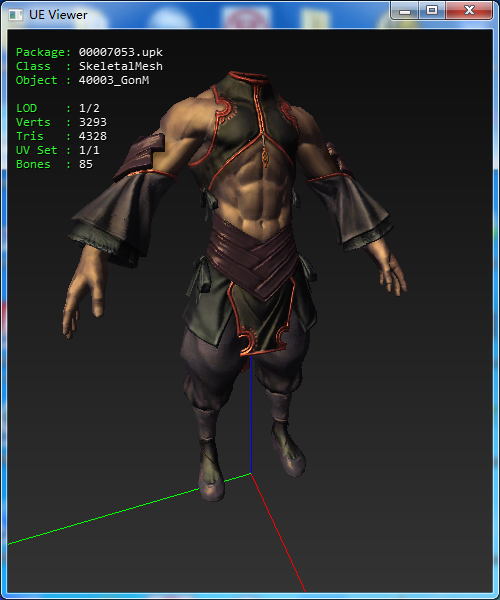 UE Viewer
Package: 00007053.upk
Class : SkeletalMesh
Object : 40003_GonM
LOD : 1/2
Verts : 3293
Tris : 4328
UV Set : 1/1
Bones : 85